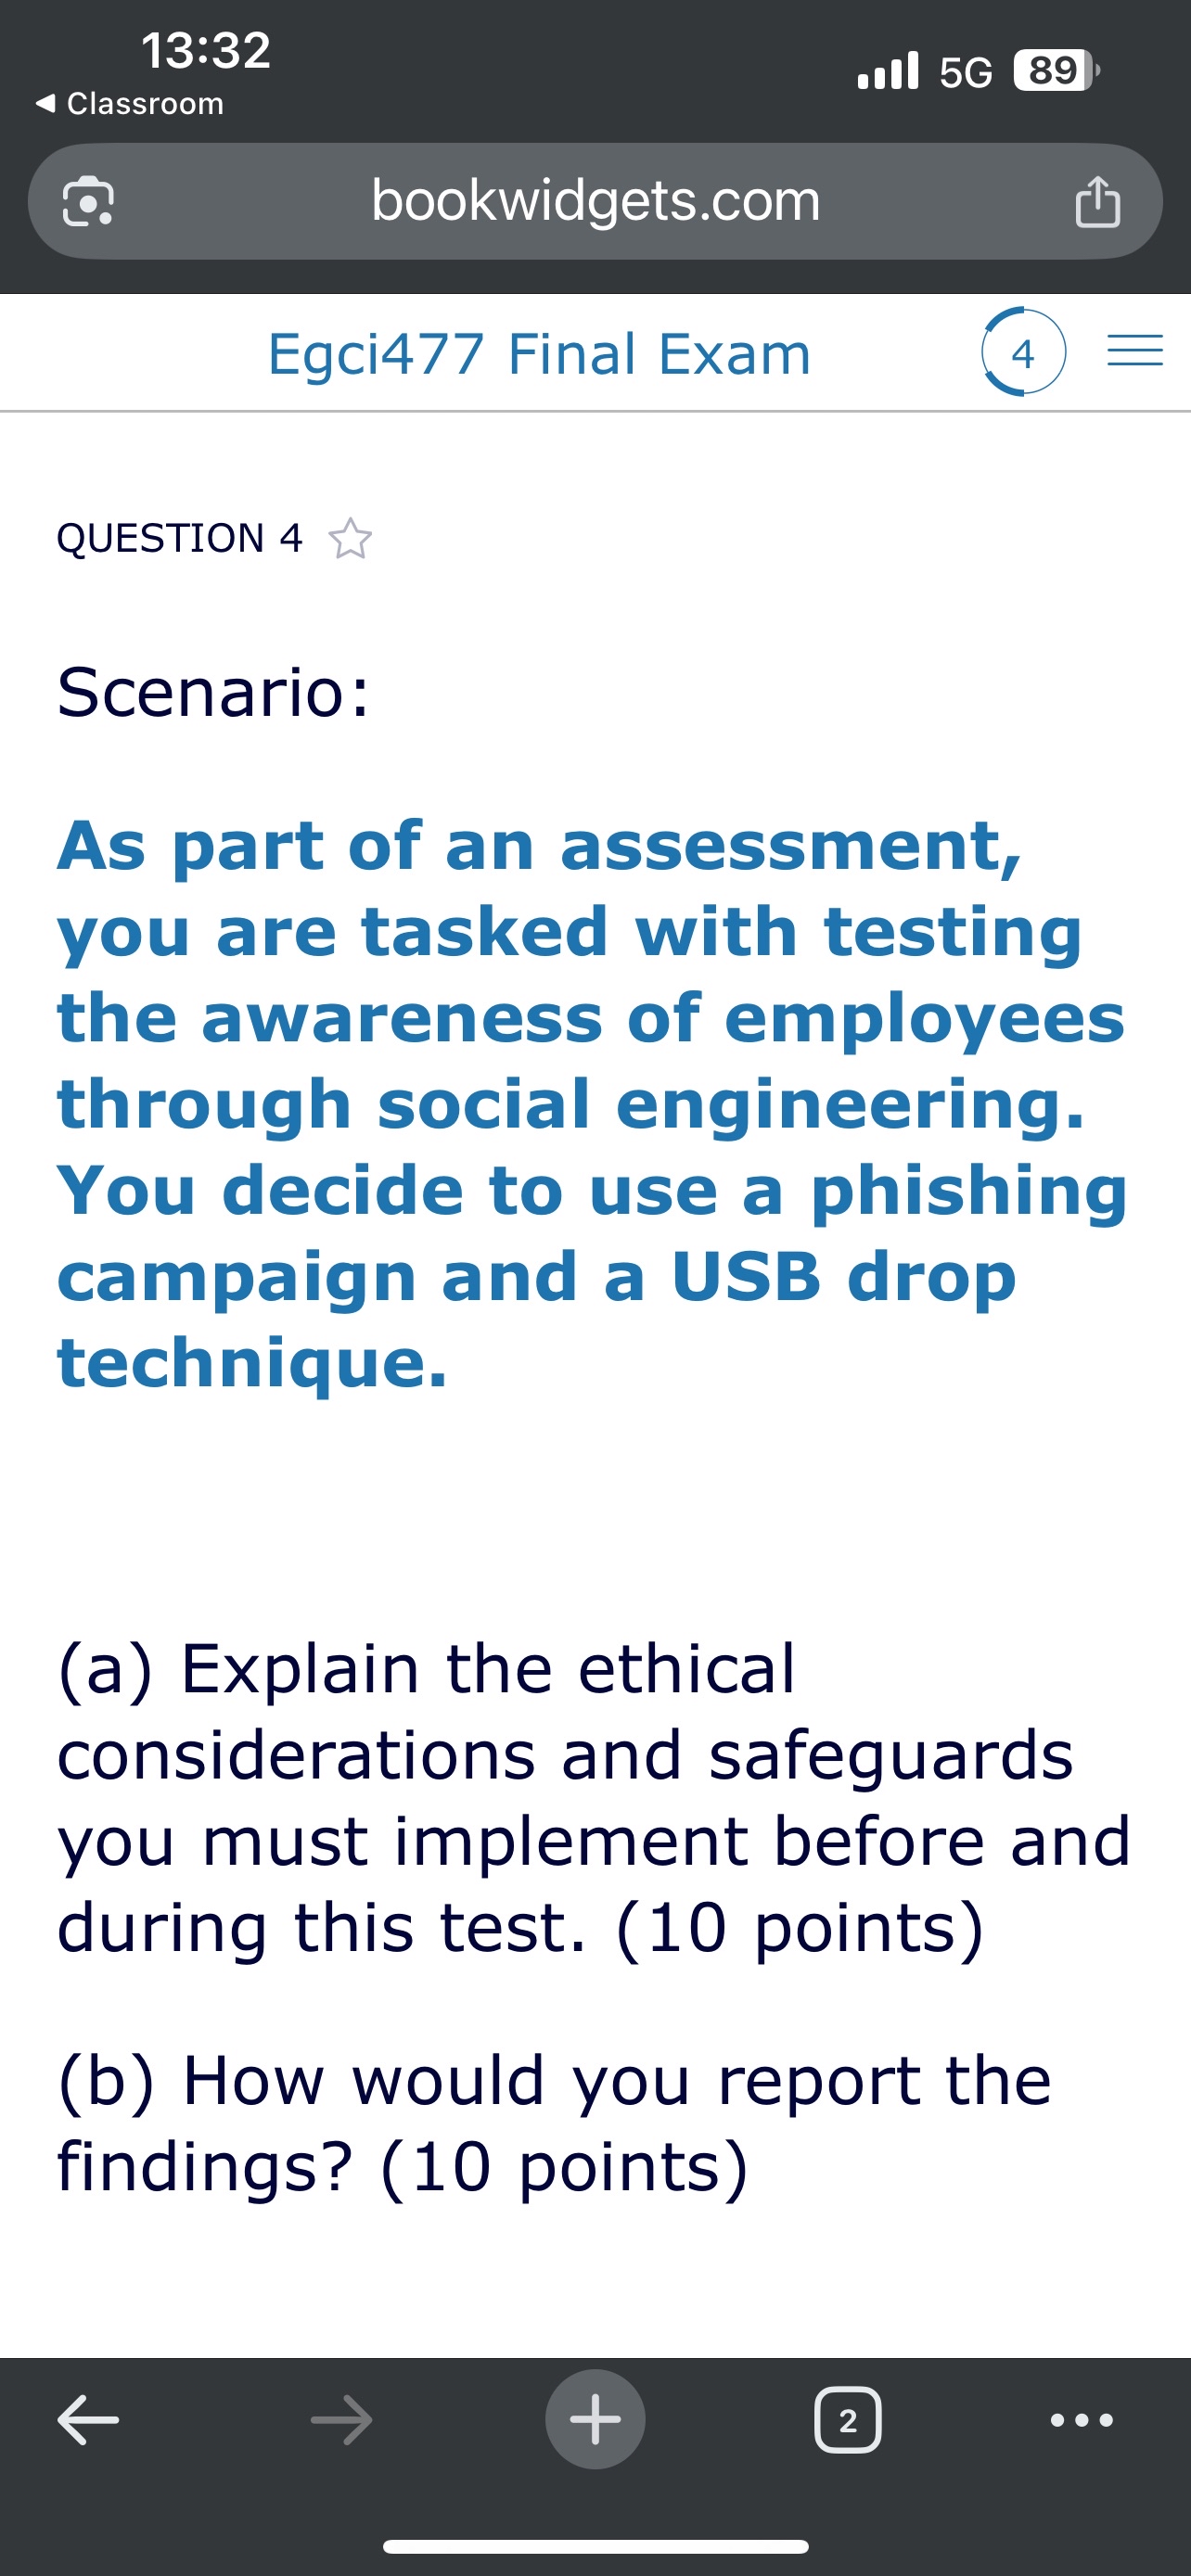 13:32
5G 89
◀ Classroom
bookwidgets.com
Egci477 Final Exam
4
QUESTION 4
Scenario:
As part of an assessment,
you are tasked with testing
the awareness of employees
through social engineering.
You decide to use a phishing
campaign and a USB drop
technique.
(a) Explain the ethical
considerations and safeguards
you must implement before and
during this test. (10 points)
(b) How would you report the
findings? (10 points)
2